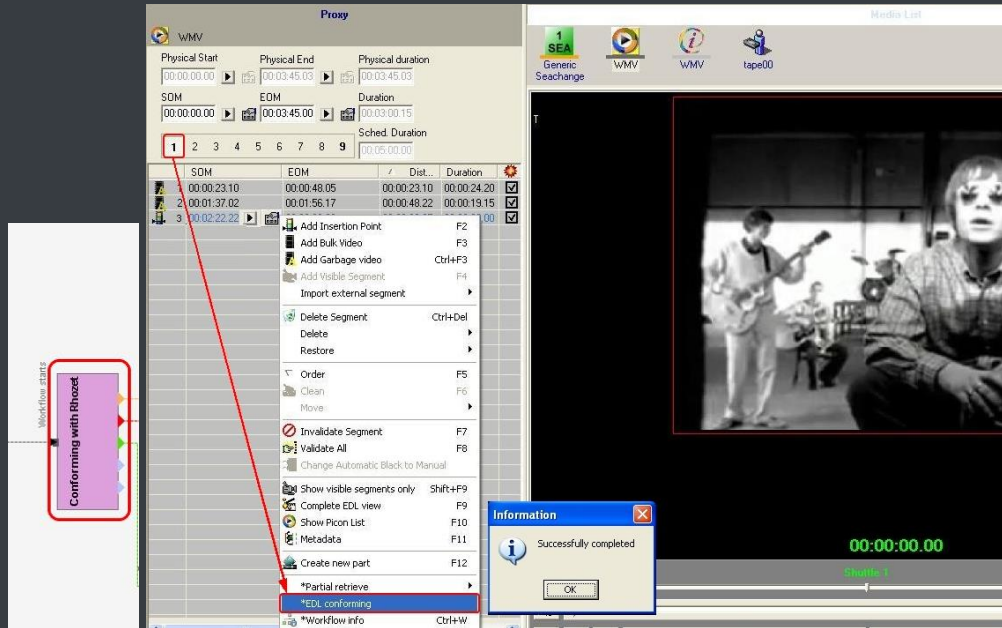 Workflow starts
Conforming with Rhozet
Proxy
WMV
Physical Start Physical End Physical duration
00:00:00.00 00:03:45.03 00:03:45.03
SOM EOM Duration
00:00:00.00 00:03:45.00 00:03:00.15
Sched. Duration
1 2 3 4 5 6 7 8 9 00:05:00.00
SOM EOM / Dist... Duration
00:00:23.10 00:00:48.05 00:00:23.10 00:00:24.20
2 00:01:37.02 00:01:56.17 00:00:48.22 00:00:19.15
3 00:02:22.22
Add Insertion Point F2
Add Bulk Video F3
Add Garbage video Ctrl+F3
Add Visible Segment F4
Import external segment
Delete Segment Ctrl+Del
Delete
Restore
Order F5
Clean F6
Move
Invalidate Segment F7
Validate All F8
Change Automatic Black to Manual
Show visible segments only Shift+F9
Complete EDL view F9
Show Picon List F10
Metadata F11
Create new part F12
*Partial retrieve
*EDL conforming
*Workflow info Ctrl+W
Media List
1
SEA
Generic Seachange
WMV
WMV
tape00
T
Information
Successfully completed
OK
00:00:00.00
Shuttle 1